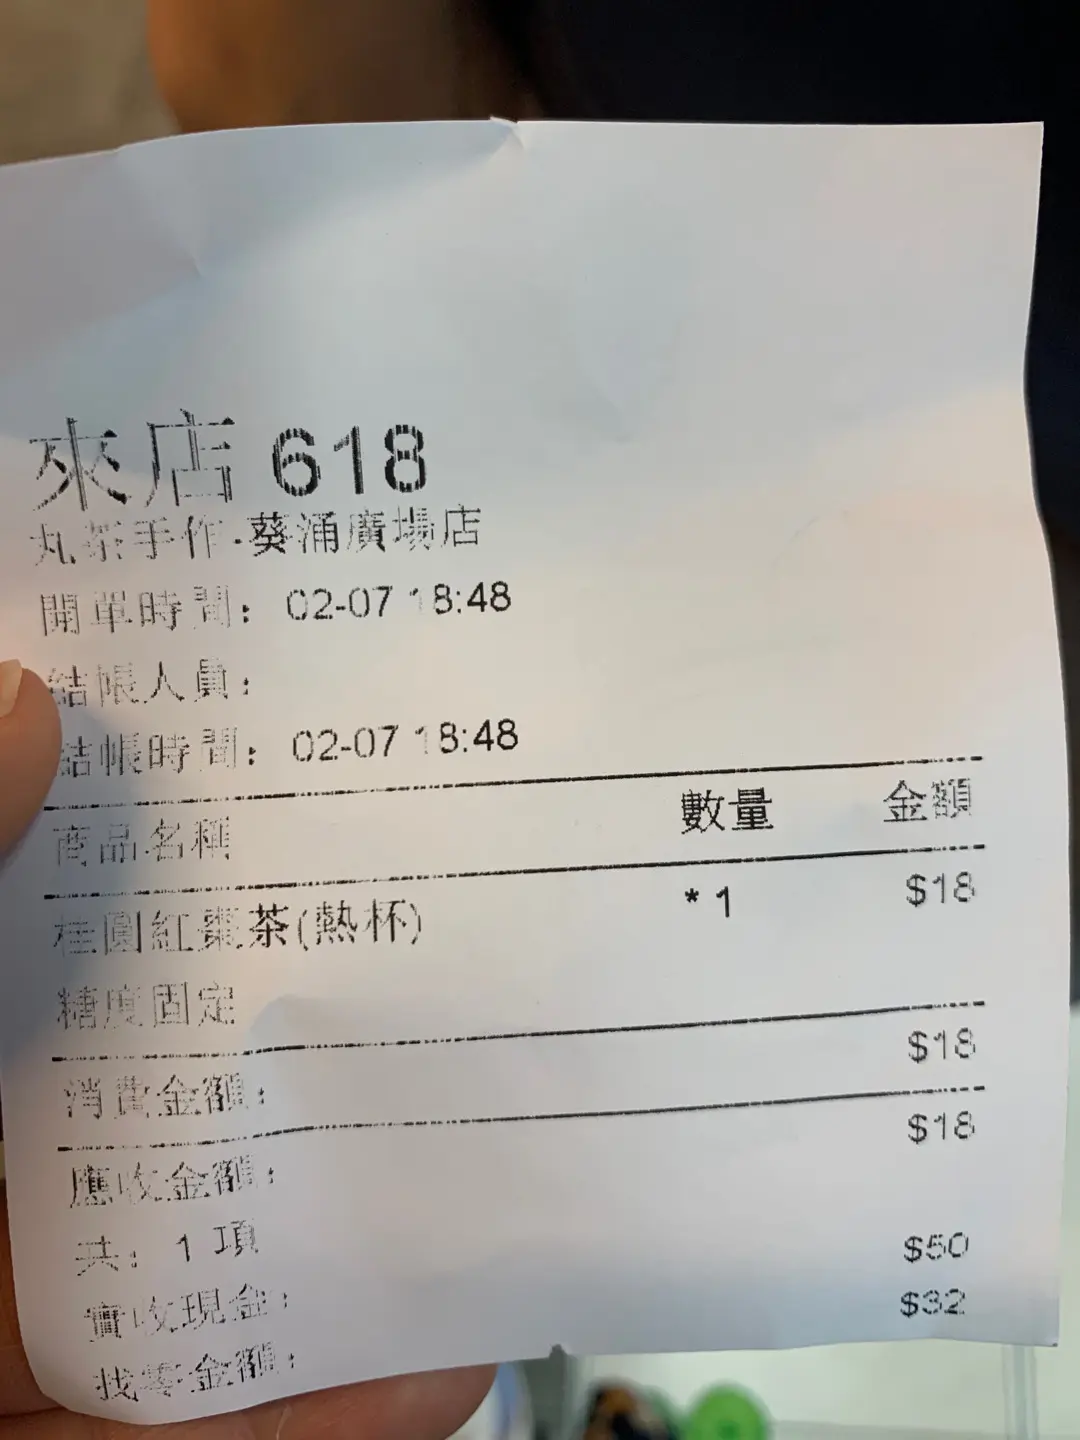 來店 618
丸茶手作-葵涌廣場店
開單時間：02-07 18:48
結帳人員：
結帳時間：02-07 18:48
商品名稱 數量 金額
桂圓紅棗茶(熱杯) * 1 $18
糖度固定
消費金額： $18
應收金額： $18
共：1 項
實收現金： $50
找零金額： $32